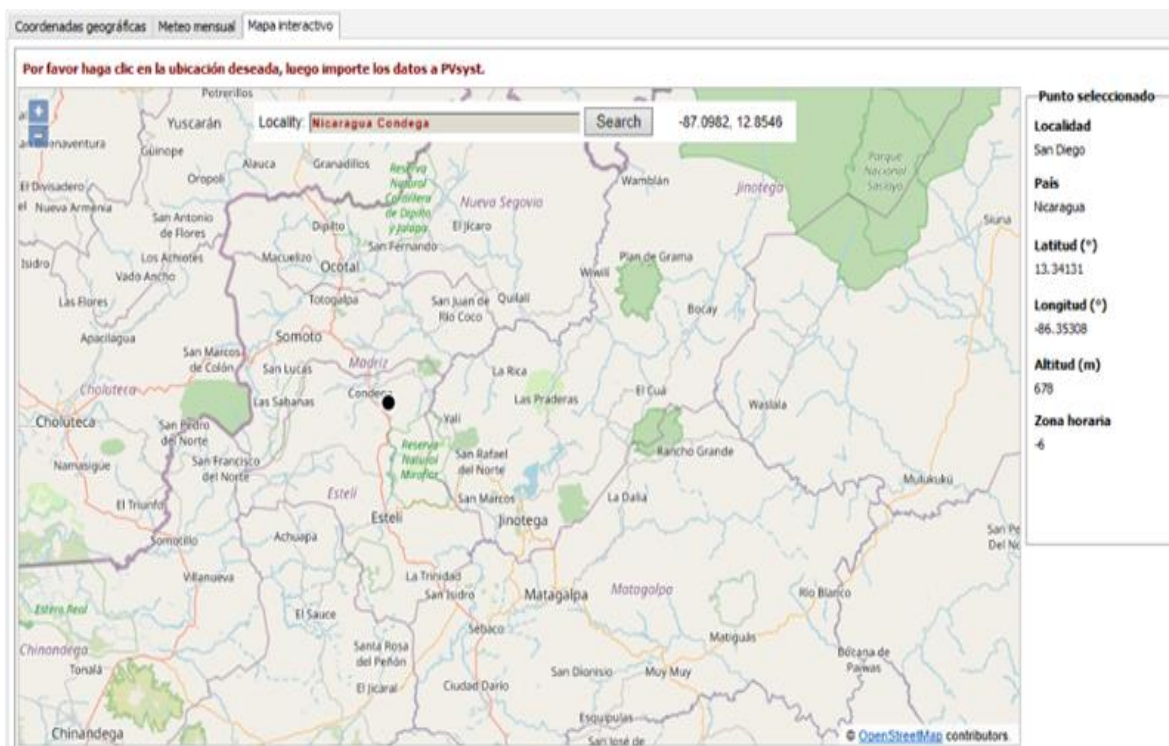 Coordenadas geográficas
Meteo mensual
Mapa interactivo
Por favor haga clic en la ubicación deseada, luego importe los datos a PVsyst.
+
−
Locality:
Nicaragua Condega
Search
-87.0982, 12.8546
Punto seleccionado
Localidad
San Diego
País
Nicaragua
Latitud (°)
13.34131
Longitud (°)
-86.35308
Altitud (m)
678
Zona horaria
-6
Potrerillos
Yuscarán
Güinope
Alauca
Granadillos
Oropolí
El Divisadero
Nueva Armenia
San Antonio
de Flores
Los Achiotes
Isidro
Vado Ancho
Las Flores
Apacilagua
Reserva
Natural
Cordillera
de Dipilto
y Jalapa
Nueva Segovia
Wamblán
Jinotega
Parque
Nacional
Saslaya
Siuna
Dipilto
El Jícaro
San Fernando
Macuelizo
Ocotal
Totogalpa
San Juan de
Río Coco
Quilalí
Wiwilí
Plan de Grama
Bocay
Somoto
San Marcos
de Colón
San Lucas
Madriz
La Rica
Choluteca
Las Sabanas
Condega
Las Praderas
El Cuá
Waslala
Choluteca
San Pedro
del Norte
Yalí
Namasigüe
San Francisco
del Norte
Reserva
Natural
Miraflor
San Rafael
del Norte
Rancho Grande
Mulukukú
El Triunfo
Estelí
San Marcos
La Dalia
Estelí
Jinotega
Somotillo
Achuapa
Villanueva
La Trinidad
San Isidro
Matagalpa
Matagalpa
Río Blanco
Estero Real
El Sauce
Sébaco
Matiguás
Chinandega
Santa Rosa
del Peñón
Bocana de
Paiwas
Tonalá
El Jicaral
Ciudad Darío
San Dionisio
Muy Muy
Esquipulas
Chinandega
San José de
© OpenStreetMap contributors.